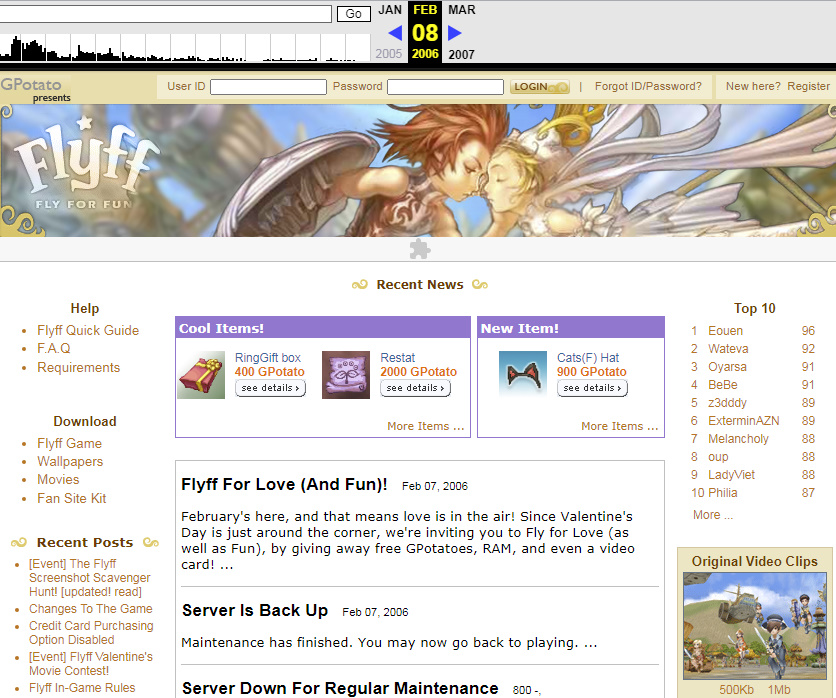 Go
JAN FEB MAR
08
2005 2006 2007
GPotato
presents
User ID Password LOGIN | Forgot ID/Password? New here? Register
Flyff
FLY FOR FUN
Recent News
Help
Flyff Quick Guide
F.A.Q
Requirements
Download
Flyff Game
Wallpapers
Movies
Fan Site Kit
Recent Posts
[Event] The Flyff
Screenshot Scavenger
Hunt! [updated! read]
Changes To The Game
Credit Card Purchasing
Option Disabled
[Event] Flyff Valentine's
Movie Contest!
Flyff In-Game Rules
Cool Items!
RingGift box
400 GPotato
see details ›
Restat
2000 GPotato
see details ›
More Items ...
New Item!
Cats(F) Hat
900 GPotato
see details ›
More Items ...
Flyff For Love (And Fun)! Feb 07, 2006
February's here, and that means love is in the air! Since Valentine's
Day is just around the corner, we're inviting you to Fly for Love (as
well as Fun), by giving away free GPotatoes, RAM, and even a video
card! ...
Server Is Back Up Feb 07, 2006
Maintenance has finished. You may now go back to playing. ...
Server Down For Regular Maintenance 800 -,
Top 10
1 Eouen 96
2 Wateva 92
3 Oyarsa 91
4 BeBe 91
5 z3dddy 89
6 ExterminAZN 89
7 Melancholy 88
8 oup 88
9 LadyViet 88
10 Philia 87
More ...
Original Video Clips
500Kb 1Mb